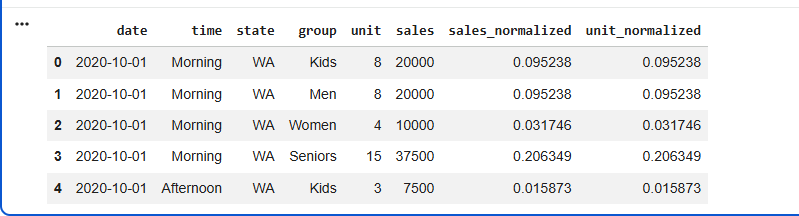 date time state group unit sales sales_normalized unit_normalized
0 2020-10-01 Morning WA Kids 8 20000 0.095238 0.095238
1 2020-10-01 Morning WA Men 8 20000 0.095238 0.095238
2 2020-10-01 Morning WA Women 4 10000 0.031746 0.031746
3 2020-10-01 Morning WA Seniors 15 37500 0.206349 0.206349
4 2020-10-01 Afternoon WA Kids 3 7500 0.015873 0.015873